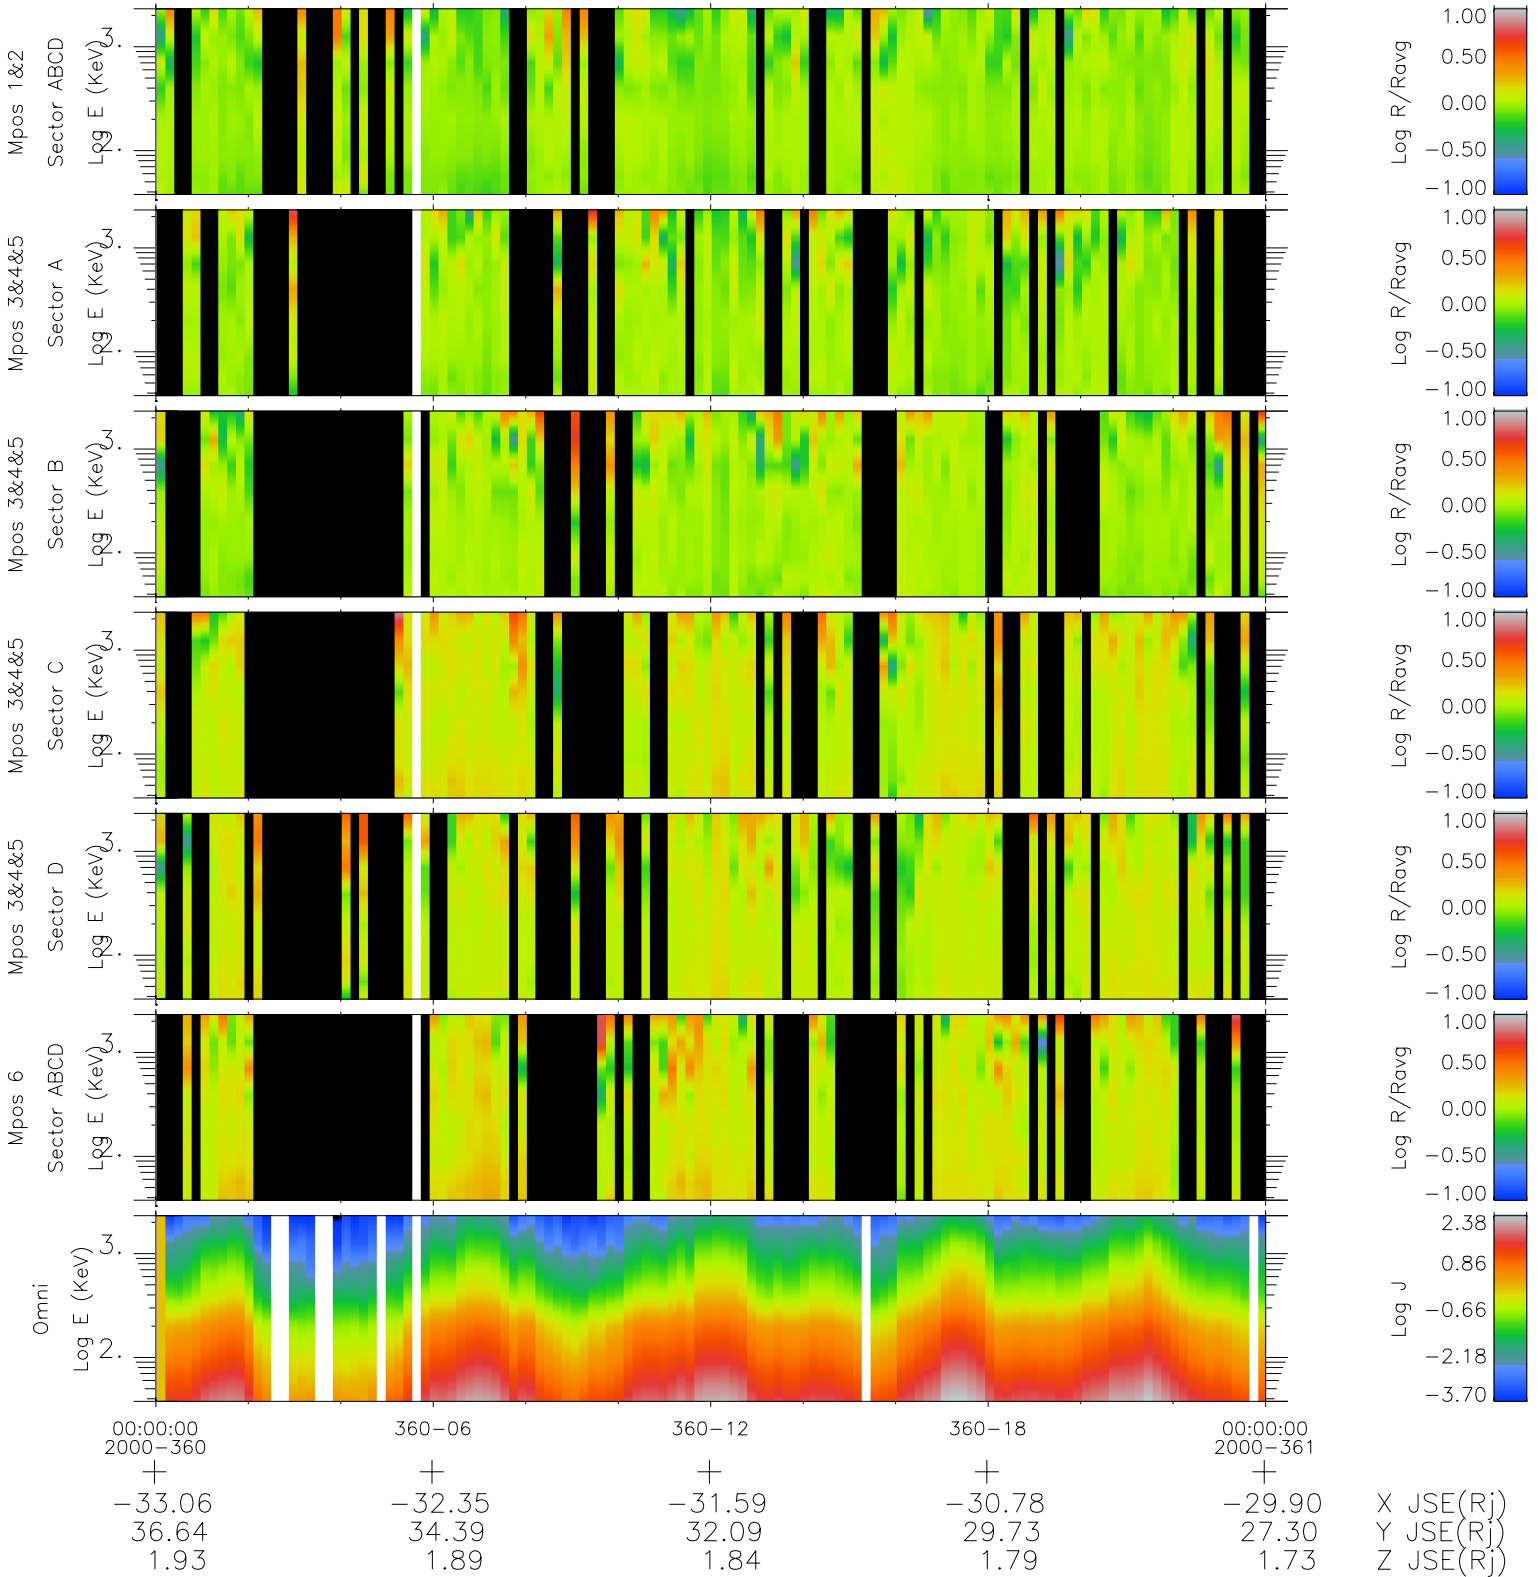 Mpos 1&2
Sector ABCD
Log E (KeV)
3.
2.
Log R/Ravg
1.00
0.50
0.00
−0.50
−1.00
Mpos 3&4&5
Sector A
Log E (KeV)
3.
2.
Log R/Ravg
1.00
0.50
0.00
−0.50
−1.00
Mpos 3&4&5
Sector B
Log E (KeV)
3.
2.
Log R/Ravg
1.00
0.50
0.00
−0.50
−1.00
Mpos 3&4&5
Sector C
Log E (KeV)
3.
2.
Log R/Ravg
1.00
0.50
0.00
−0.50
−1.00
Mpos 3&4&5
Sector D
Log E (KeV)
3.
2.
Log R/Ravg
1.00
0.50
0.00
−0.50
−1.00
Mpos 6
Sector ABCD
Log E (KeV)
3.
2.
Log R/Ravg
1.00
0.50
0.00
−0.50
−1.00
Omni
Log E (KeV)
3.
2.
Log J
2.38
0.86
−0.66
−2.18
−3.70
00:00:00 360−06 360−12 360−18 00:00:00
2000−360 2000−361
−33.06 −32.35 −31.59 −30.78 −29.90 X JSE(Rj)
36.64 34.39 32.09 29.73 27.30 Y JSE(Rj)
1.93 1.89 1.84 1.79 1.73 Z JSE(Rj)